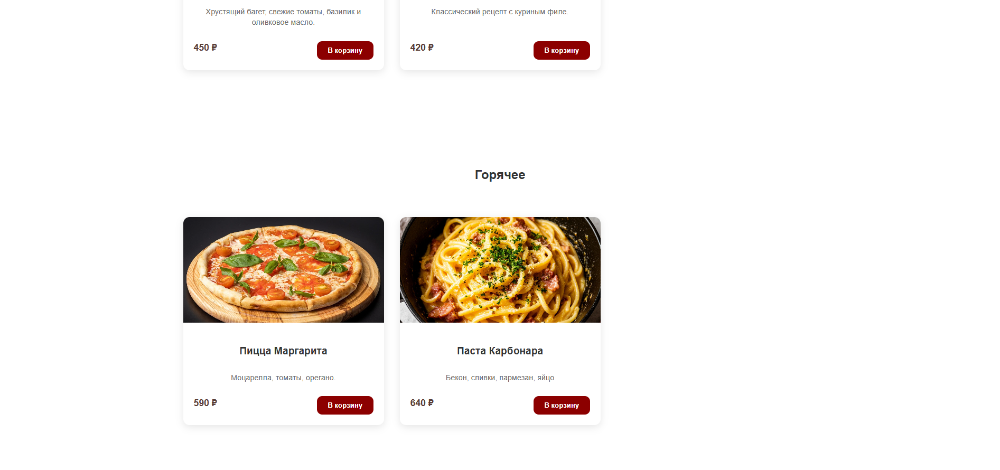 Хрустящий багет, свежие томаты, базилик и
оливковое масло.
450 ₽
В корзину
Классический рецепт с куриным филе.
420 ₽
В корзину
Горячее
Пицца Маргарита
Моцарелла, томаты, орегано.
590 ₽
В корзину
Паста Карбонара
Бекон, сливки, пармезан, яйцо
640 ₽
В корзину